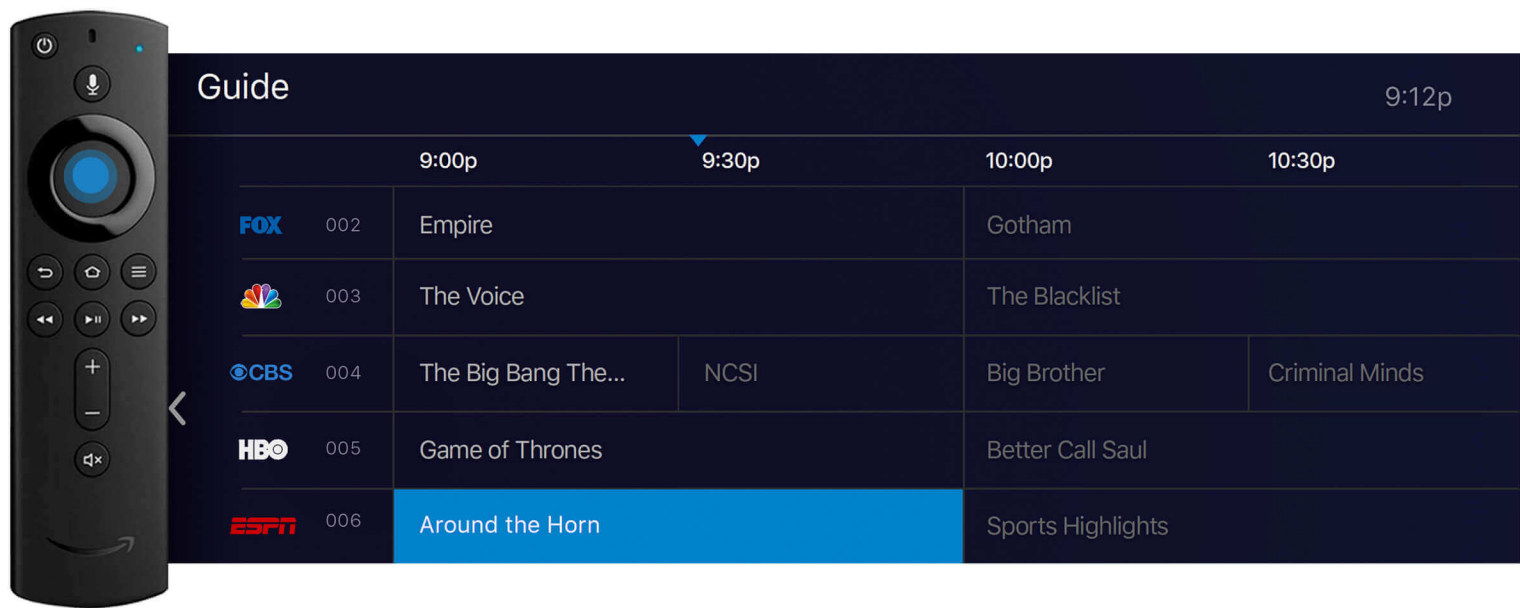 Guide
9:12p
9:00p 9:30p 10:00p 10:30p
FOX 002 Empire Gotham
003 The Voice The Blacklist
CBS 004 The Big Bang The... NCSI Big Brother Criminal Minds
HBO 005 Game of Thrones Better Call Saul
ESPN 006 Around the Horn Sports Highlights